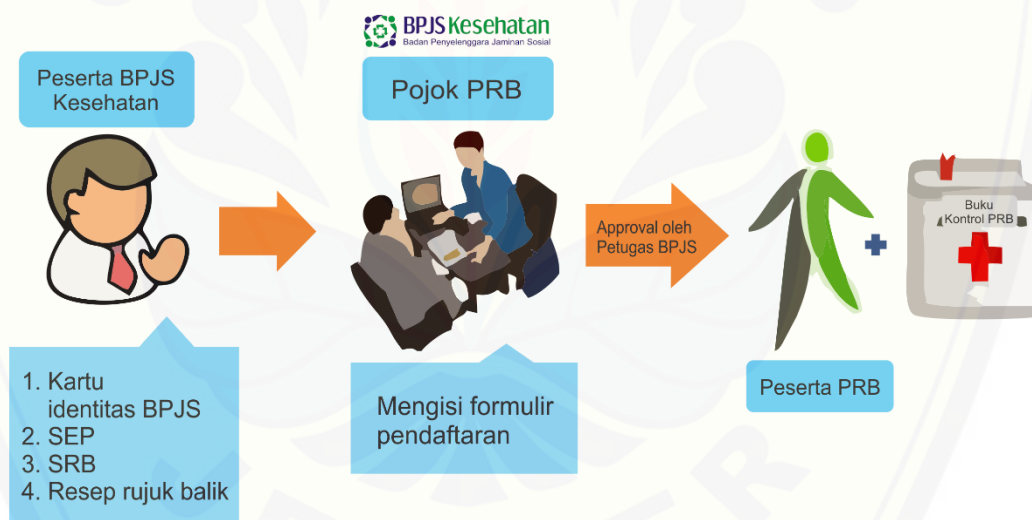 BPJS Kesehatan
Badan Penyelenggara Jaminan Sosial
Peserta BPJS
Kesehatan
Pojok PRB
Approval oleh
Petugas BPJS
Buku
Kontrol PRB
Peserta PRB
1. Kartu
identitas BPJS
2. SEP
3. SRB
4. Resep rujuk balik
Mengisi formulir
pendaftaran